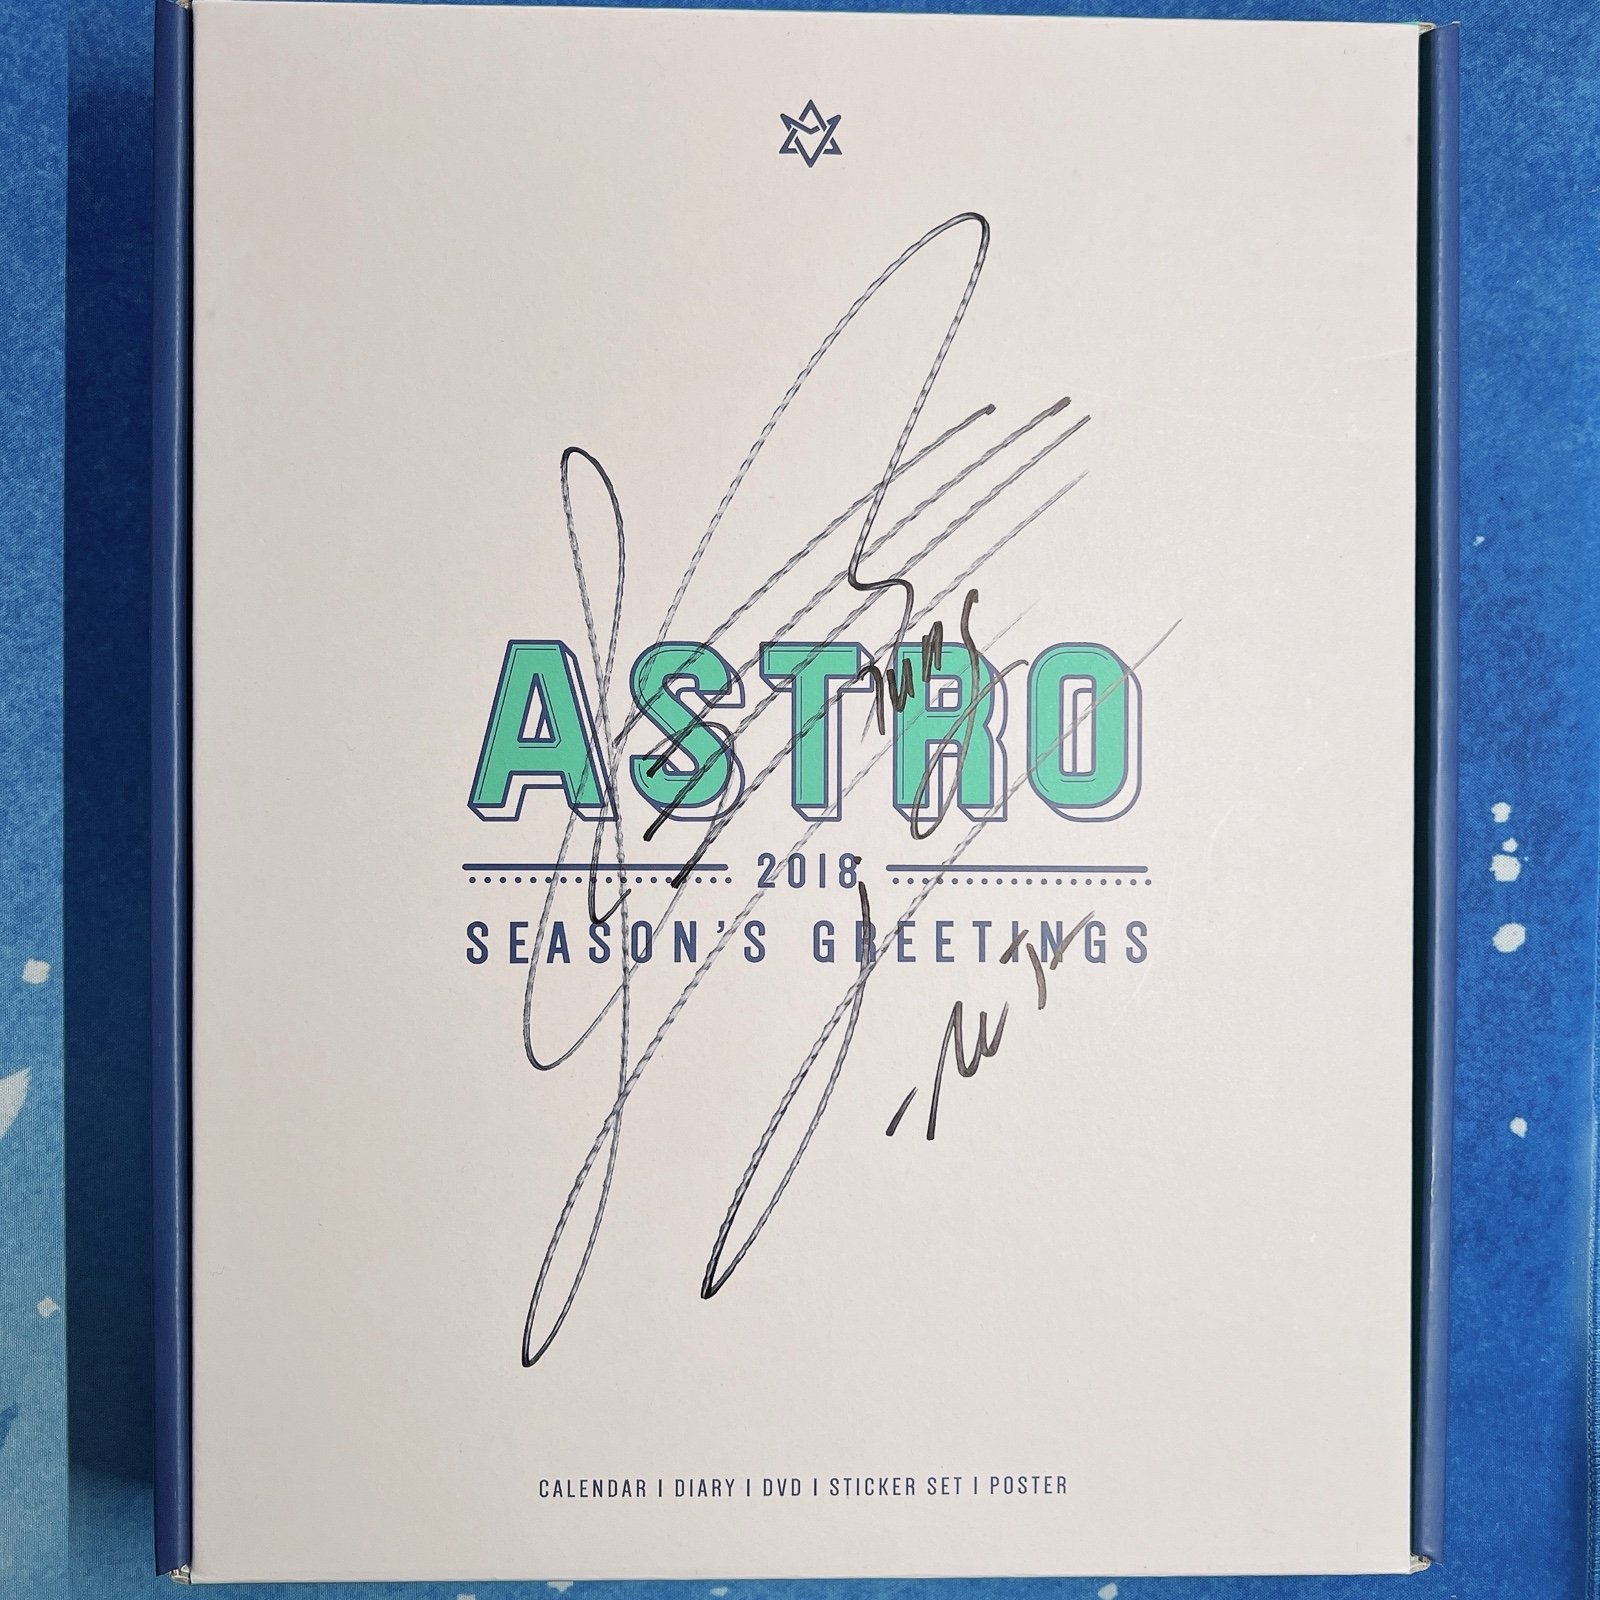 ASTRO
2018
SEASON'S GREETINGS
CALENDAR | DIARY | DVD | STICKER SET | POSTER